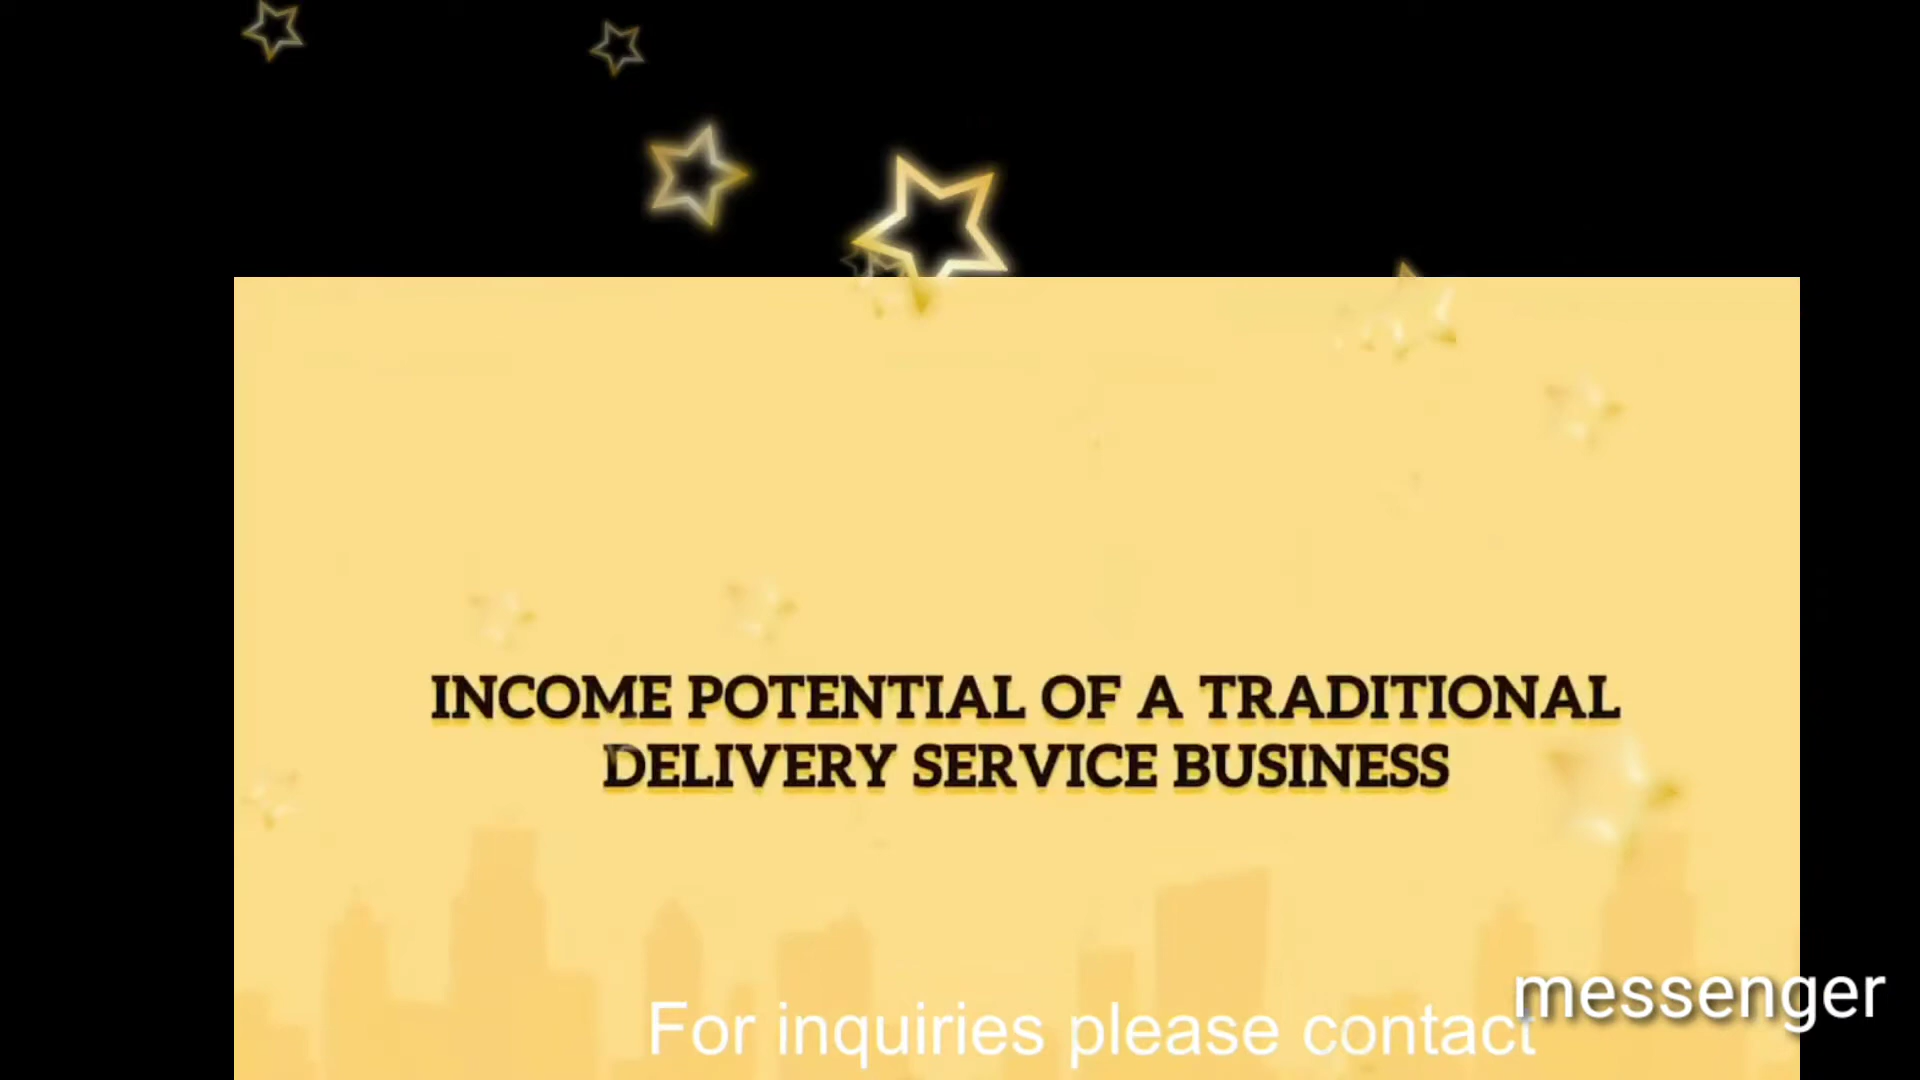 INCOME POTENTIAL OF A TRADITIONAL
DELIVERY SERVICE BUSINESS
messenger
For inquiries please contact